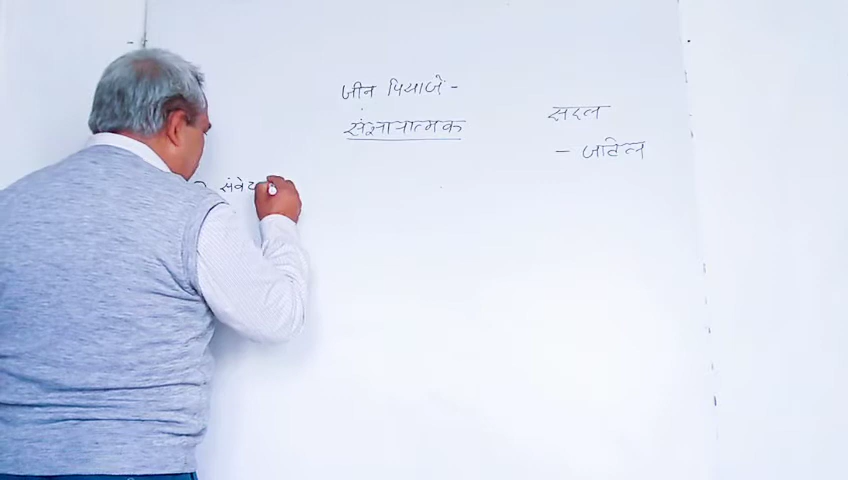 जीन पियाजे -
संज्ञानात्मक
सरल
- जटिल
संवेद